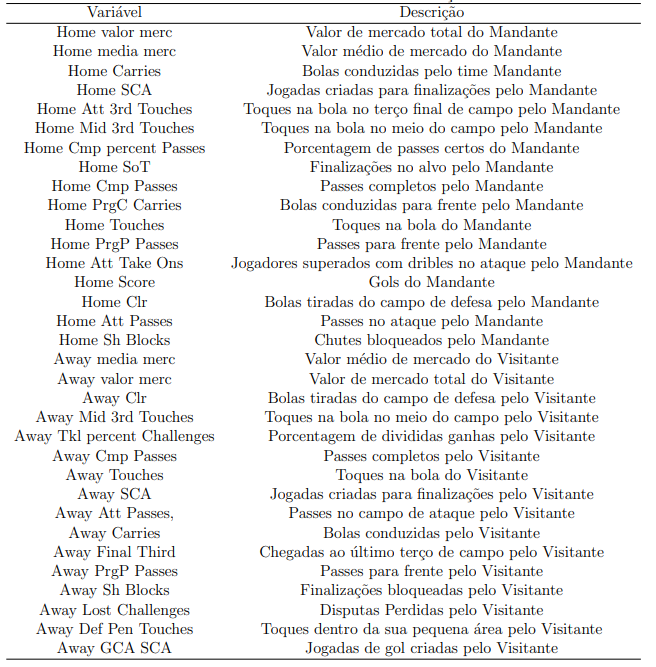 Variável Descrição
Home valor merc Valor de mercado total do Mandante
Home media merc Valor médio de mercado do Mandante
Home Carries Bolas conduzidas pelo time Mandante
Home SCA Jogadas criadas para finalizações pelo Mandante
Home Att 3rd Touches Toques na bola no terço final de campo pelo Mandante
Home Mid 3rd Touches Toques na bola no meio do campo pelo Mandante
Home Cmp percent Passes Porcentagem de passes certos do Mandante
Home SoT Finalizações no alvo pelo Mandante
Home Cmp Passes Passes completos pelo Mandante
Home PrgC Carries Bolas conduzidas para frente pelo Mandante
Home Touches Toques na bola do Mandante
Home PrgP Passes Passes para frente pelo Mandante
Home Att Take Ons Jogadores superados com dribles no ataque pelo Mandante
Home Score Gols do Mandante
Home Clr Bolas tiradas do campo de defesa pelo Mandante
Home Att Passes Passes no ataque pelo Mandante
Home Sh Blocks Chutes bloqueados pelo Mandante
Away media merc Valor médio de mercado do Visitante
Away valor merc Valor de mercado total do Visitante
Away Clr Bolas tiradas do campo de defesa pelo Visitante
Away Mid 3rd Touches Toques na bola no meio do campo pelo Visitante
Away Tkl percent Challenges Porcentagem de divididas ganhas pelo Visitante
Away Cmp Passes Passes completos pelo Visitante
Away Touches Toques na bola do Visitante
Away SCA Jogadas criadas para finalizações pelo Visitante
Away Att Passes, Passes no campo de ataque pelo Visitante
Away Carries Bolas conduzidas pelo Visitante
Away Final Third Chegadas ao último terço de campo pelo Visitante
Away PrgP Passes Passes para frente pelo Visitante
Away Sh Blocks Finalizações bloqueadas pelo Visitante
Away Lost Challenges Disputas Perdidas pelo Visitante
Away Def Pen Touches Toques dentro da sua pequena área pelo Visitante
Away GCA SCA Jogadas de gol criadas pelo Visitante